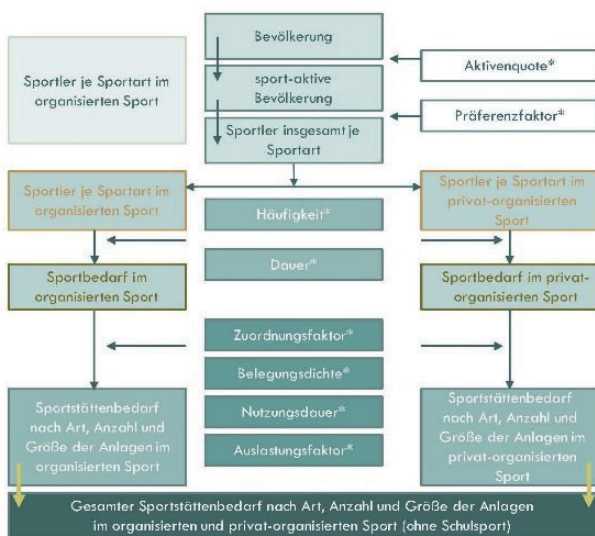 Bevölkerung
Sportler je Sportart im
organisierten Sport
Aktivenquote*
sport-aktive
Bevölkerung
Präferenzfaktor*
Sportler insgesamt je
Sportart
Sportler je Sportart im
organisierten Sport
Häufigkeit*
Sportler je Sportart im
privat-organisierten
Sport
Dauer*
Sportbedarf im
organisierten Sport
Sportbedarf im privat-
organisierten Sport
Zuordnungsfaktor*
Belegungsdichte*
Nutzungsdauer*
Auslastungsfaktor*
Sportstättenbedarf
nach Art, Anzahl und
Größe der Anlagen im
organisierten Sport
Sportstättenbedarf
nach Art, Anzahl und
Größe der Anlagen im
privat-organisierten
Sport
Gesamter Sportstättenbedarf nach Art, Anzahl und Größe der Anlagen
im organisierten und privat-organisierten Sport (ohne Schulsport)